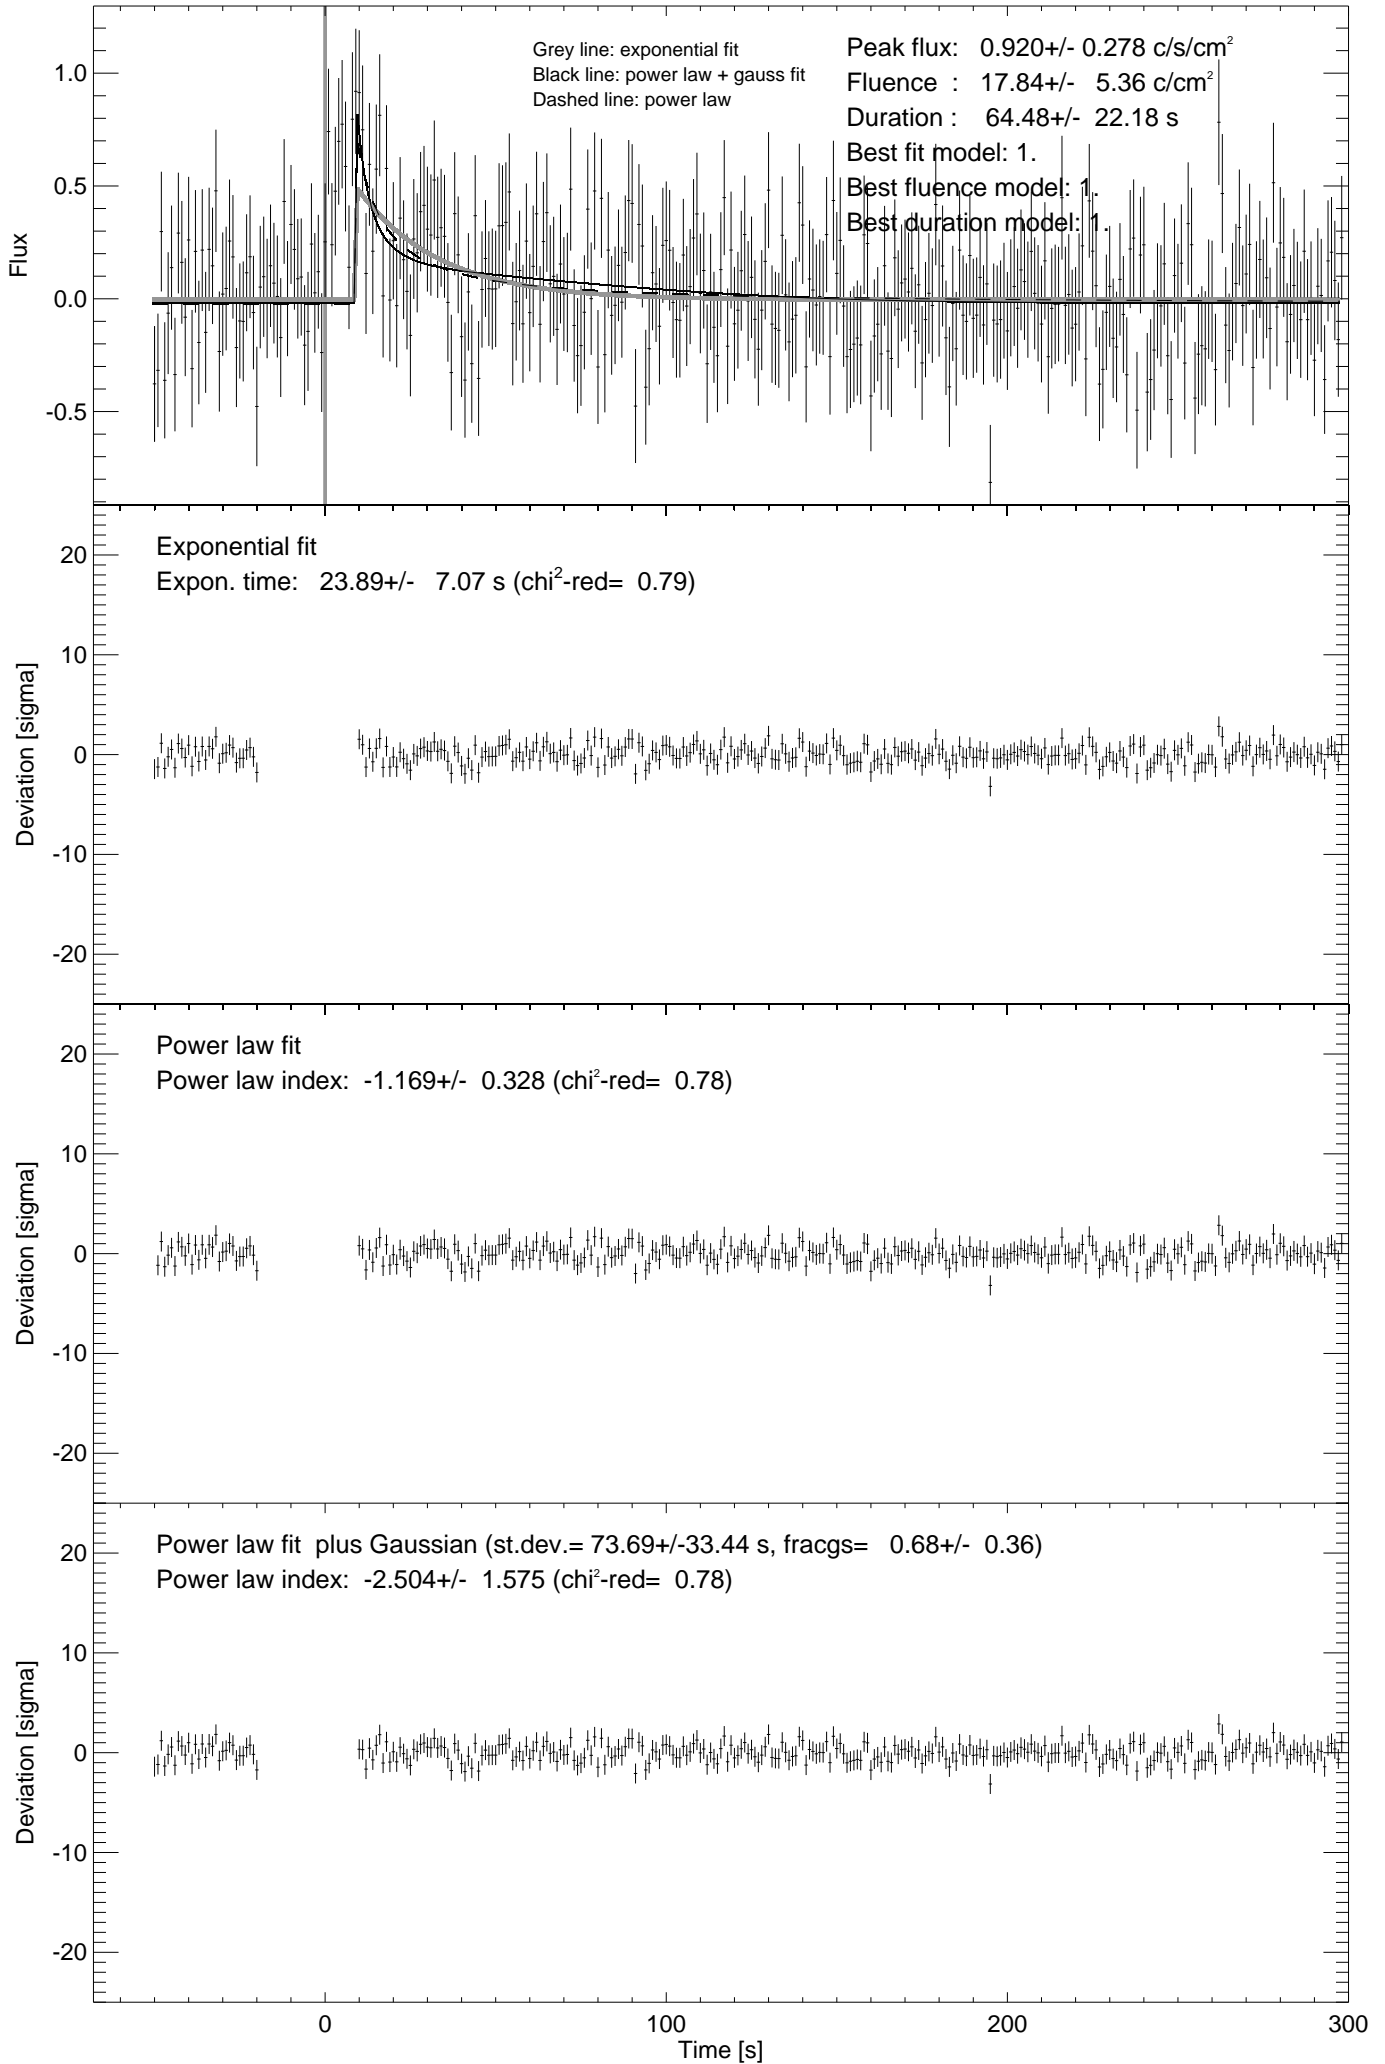 Grey line: exponential fit
Black line: power law + gauss fit
Dashed line: power law
Peak flux: 0.920+/- 0.278 c/s/cm²
Fluence : 17.84+/- 5.36 c/cm²
Duration : 64.48+/- 22.18 s
Best fit model: 1.
Best fluence model: 1.
Best duration model: 1.
1.0
0.5
0.0
-0.5
Flux
Exponential fit
Expon. time: 23.89+/- 7.07 s (chi²-red= 0.79)
20
10
0
-10
-20
Deviation [sigma]
Power law fit
Power law index: -1.169+/- 0.328 (chi²-red= 0.78)
20
10
0
-10
-20
Deviation [sigma]
Power law fit plus Gaussian (st.dev.= 73.69+/-33.44 s, fracgs= 0.68+/- 0.36)
Power law index: -2.504+/- 1.575 (chi²-red= 0.78)
20
10
0
-10
-20
Deviation [sigma]
0 100 200 300
Time [s]